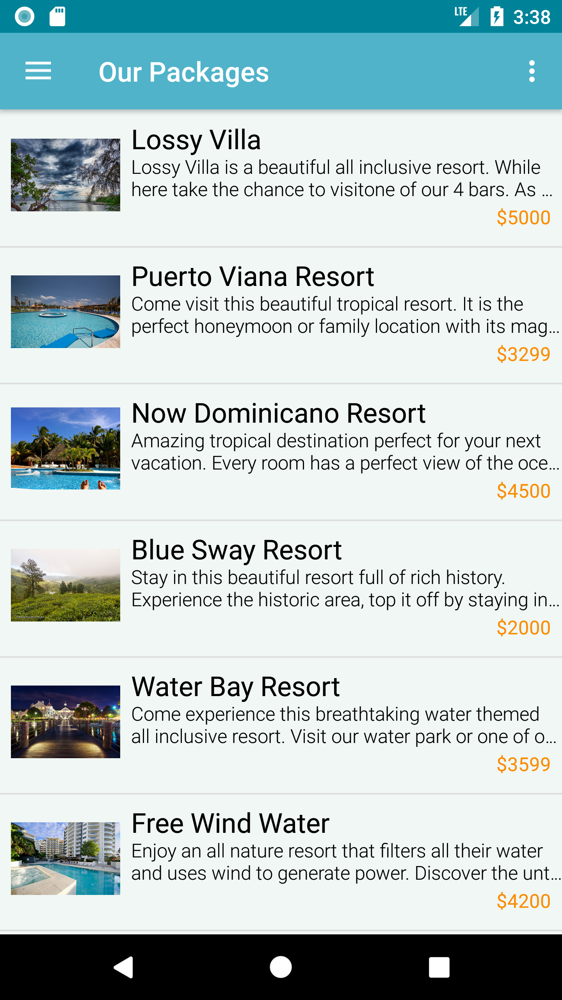 LTE 3:38
Our Packages
Lossy Villa
Lossy Villa is a beautiful all inclusive resort. While
here take the chance to visitone of our 4 bars. As ...
$5000
Puerto Viana Resort
Come visit this beautiful tropical resort. It is the
perfect honeymoon or family location with its mag...
$3299
Now Dominicano Resort
Amazing tropical destination perfect for your next
vacation. Every room has a perfect view of the oce...
$4500
Blue Sway Resort
Stay in this beautiful resort full of rich history.
Experience the historic area, top it off by staying in...
$2000
Water Bay Resort
Come experience this breathtaking water themed
all inclusive resort. Visit our water park or one of o...
$3599
Free Wind Water
Enjoy an all nature resort that filters all their water
and uses wind to generate power. Discover the unt...
$4200